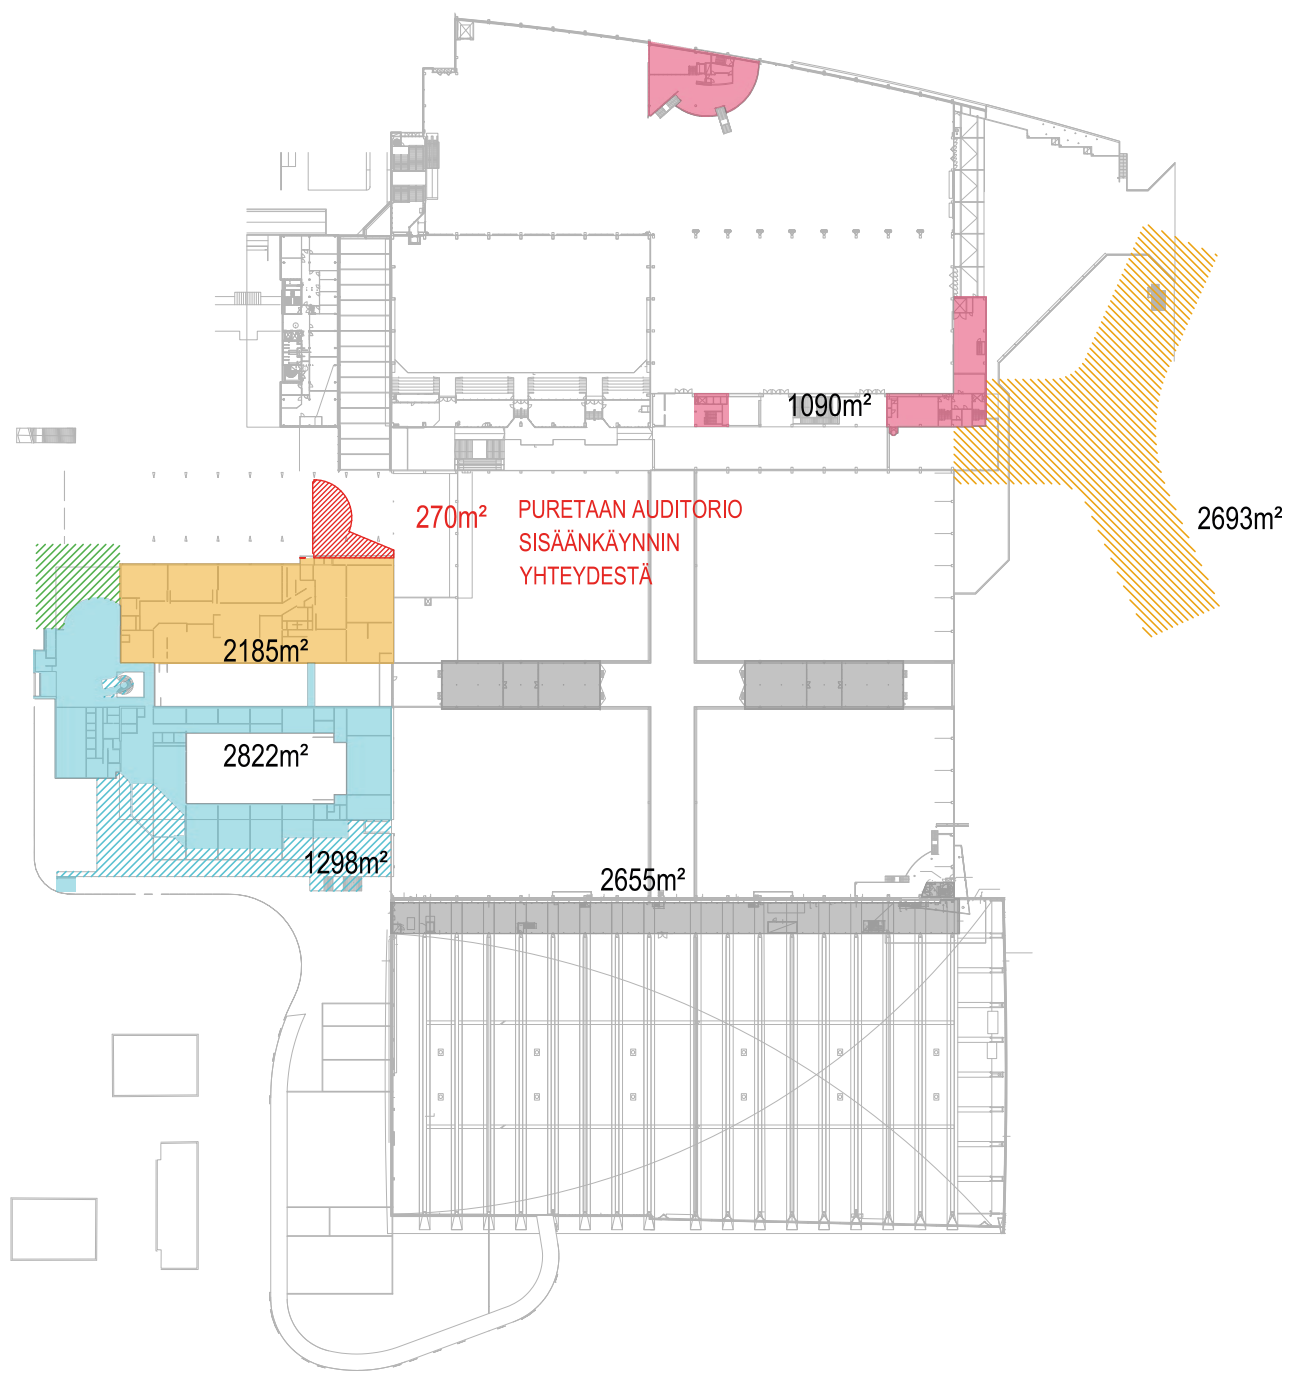 1090m²
270m²
PURETAAN AUDITORIO
SISÄÄNKÄYNNIN
YHTEYDESTÄ
2693m²
2185m²
2822m²
1298m²
2655m²